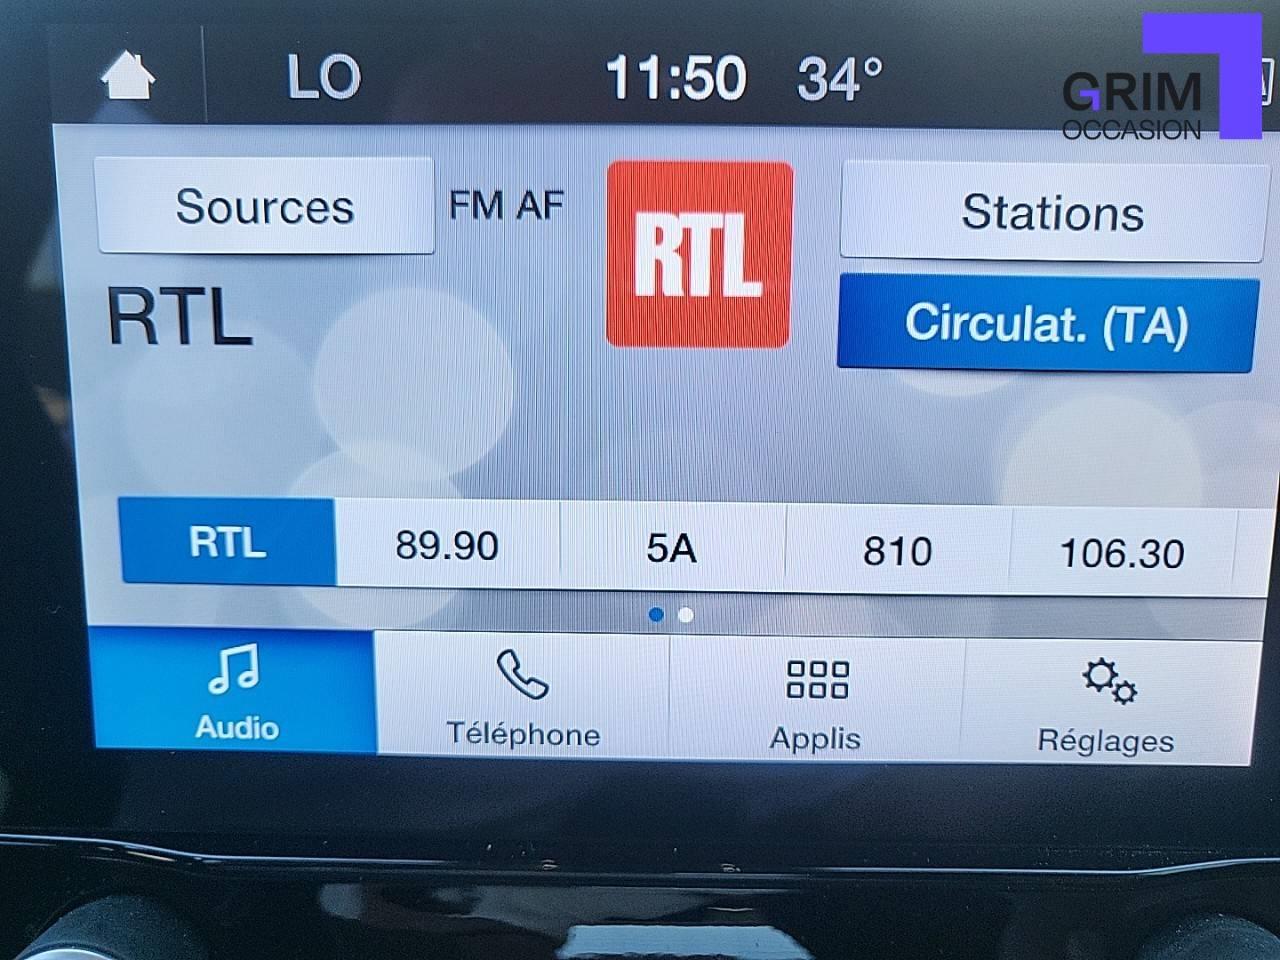 LO
11:50
34°
GRIM
OCCASION
Sources
FM AF
RTL
Stations
RTL
Circulat. (TA)
RTL
89.90
5A
810
106.30
Audio
Téléphone
Applis
Réglages